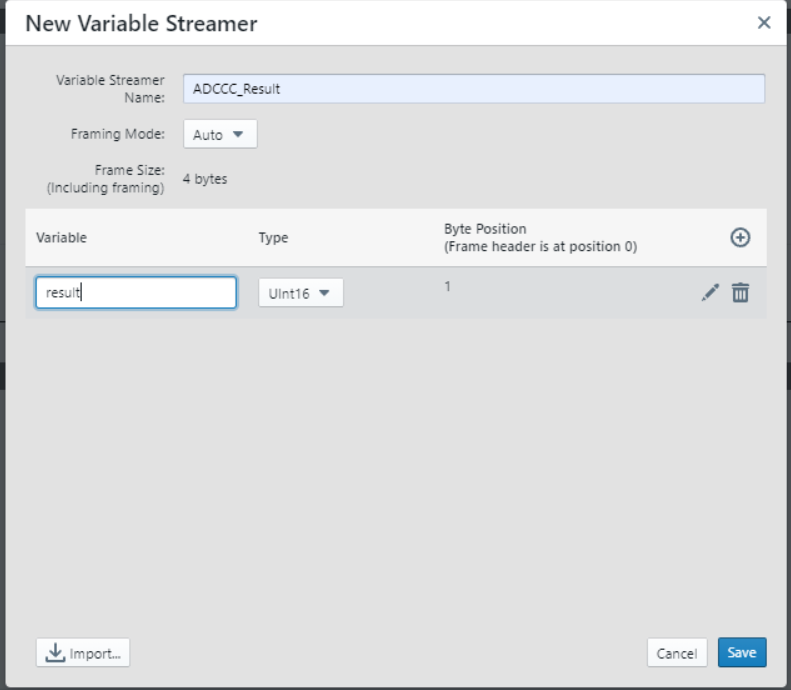 New Variable Streamer
Variable Streamer
Name:
ADCCC_Result
Framing Mode:
Auto
Frame Size:
(Including framing)
4 bytes
Variable
Type
Byte Position
(Frame header is at position 0)
result
UInt16
1
Import...
Cancel
Save